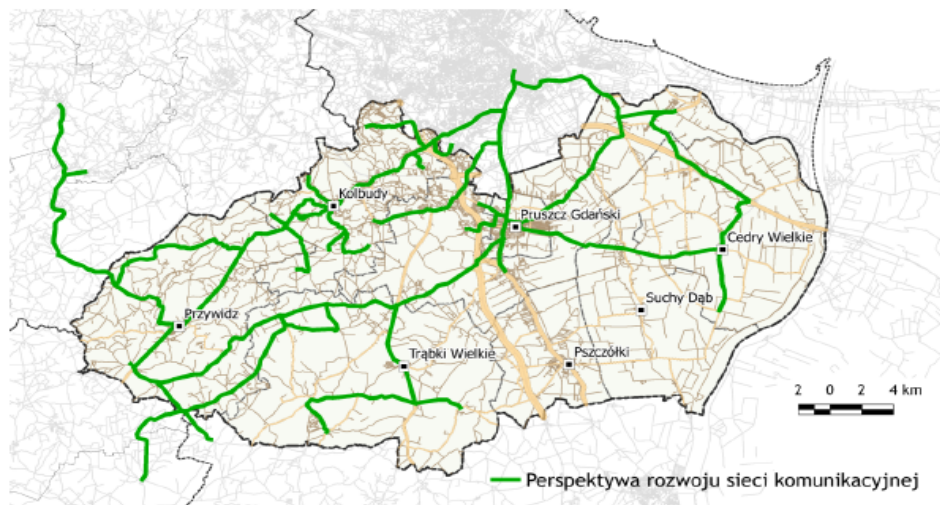 Kolbudy
Pruszcz Gdański
Cedry Wielkie
Suchy Dąb
Przywidz
Trąbki Wielkie
Pszczółki
2 0 2 4 km
Perspektywa rozwoju sieci komunikacyjnej